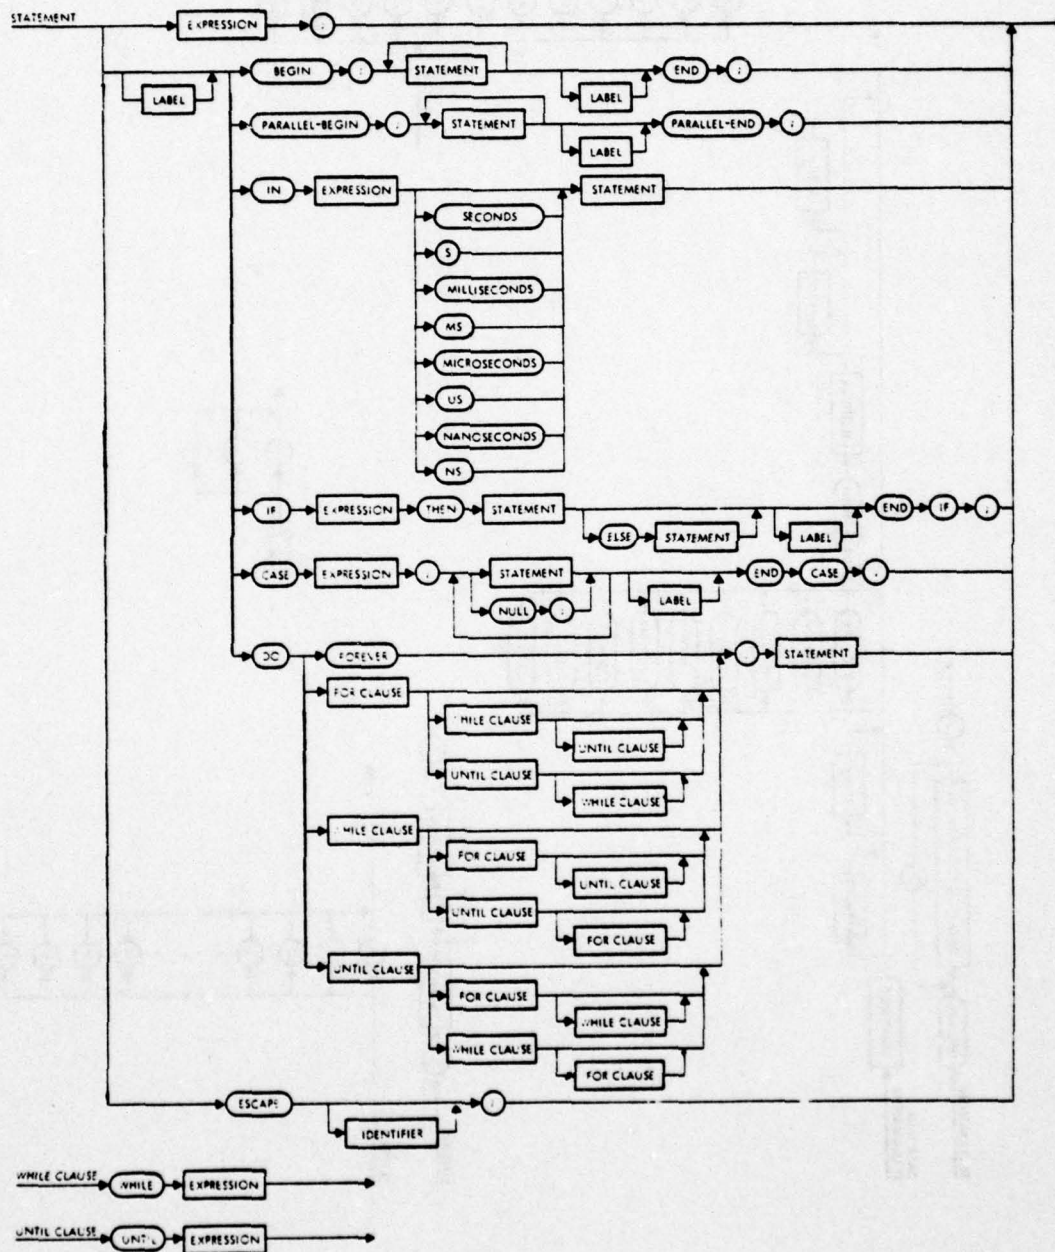 STATEMENT
EXPRESSION ;
LABEL
BEGIN ; STATEMENT LABEL END ;
PARALLEL-BEGIN ; STATEMENT LABEL PARALLEL-END ;
IN EXPRESSION STATEMENT
SECONDS
S
MILLISECONDS
MS
MICROSECONDS
US
NANOSECONDS
NS
IF EXPRESSION THEN STATEMENT END IF ;
ELSE STATEMENT LABEL
CASE EXPRESSION ; STATEMENT END CASE ;
NULL ; LABEL
DO FOREVER ; STATEMENT
FOR CLAUSE
WHILE CLAUSE
UNTIL CLAUSE
UNTIL CLAUSE
WHILE CLAUSE
WHILE CLAUSE
FOR CLAUSE
UNTIL CLAUSE
UNTIL CLAUSE
FOR CLAUSE
UNTIL CLAUSE
FOR CLAUSE
WHILE CLAUSE
WHILE CLAUSE
FOR CLAUSE
ESCAPE ;
IDENTIFIER
WHILE CLAUSE WHILE EXPRESSION
UNTIL CLAUSE UNTIL EXPRESSION